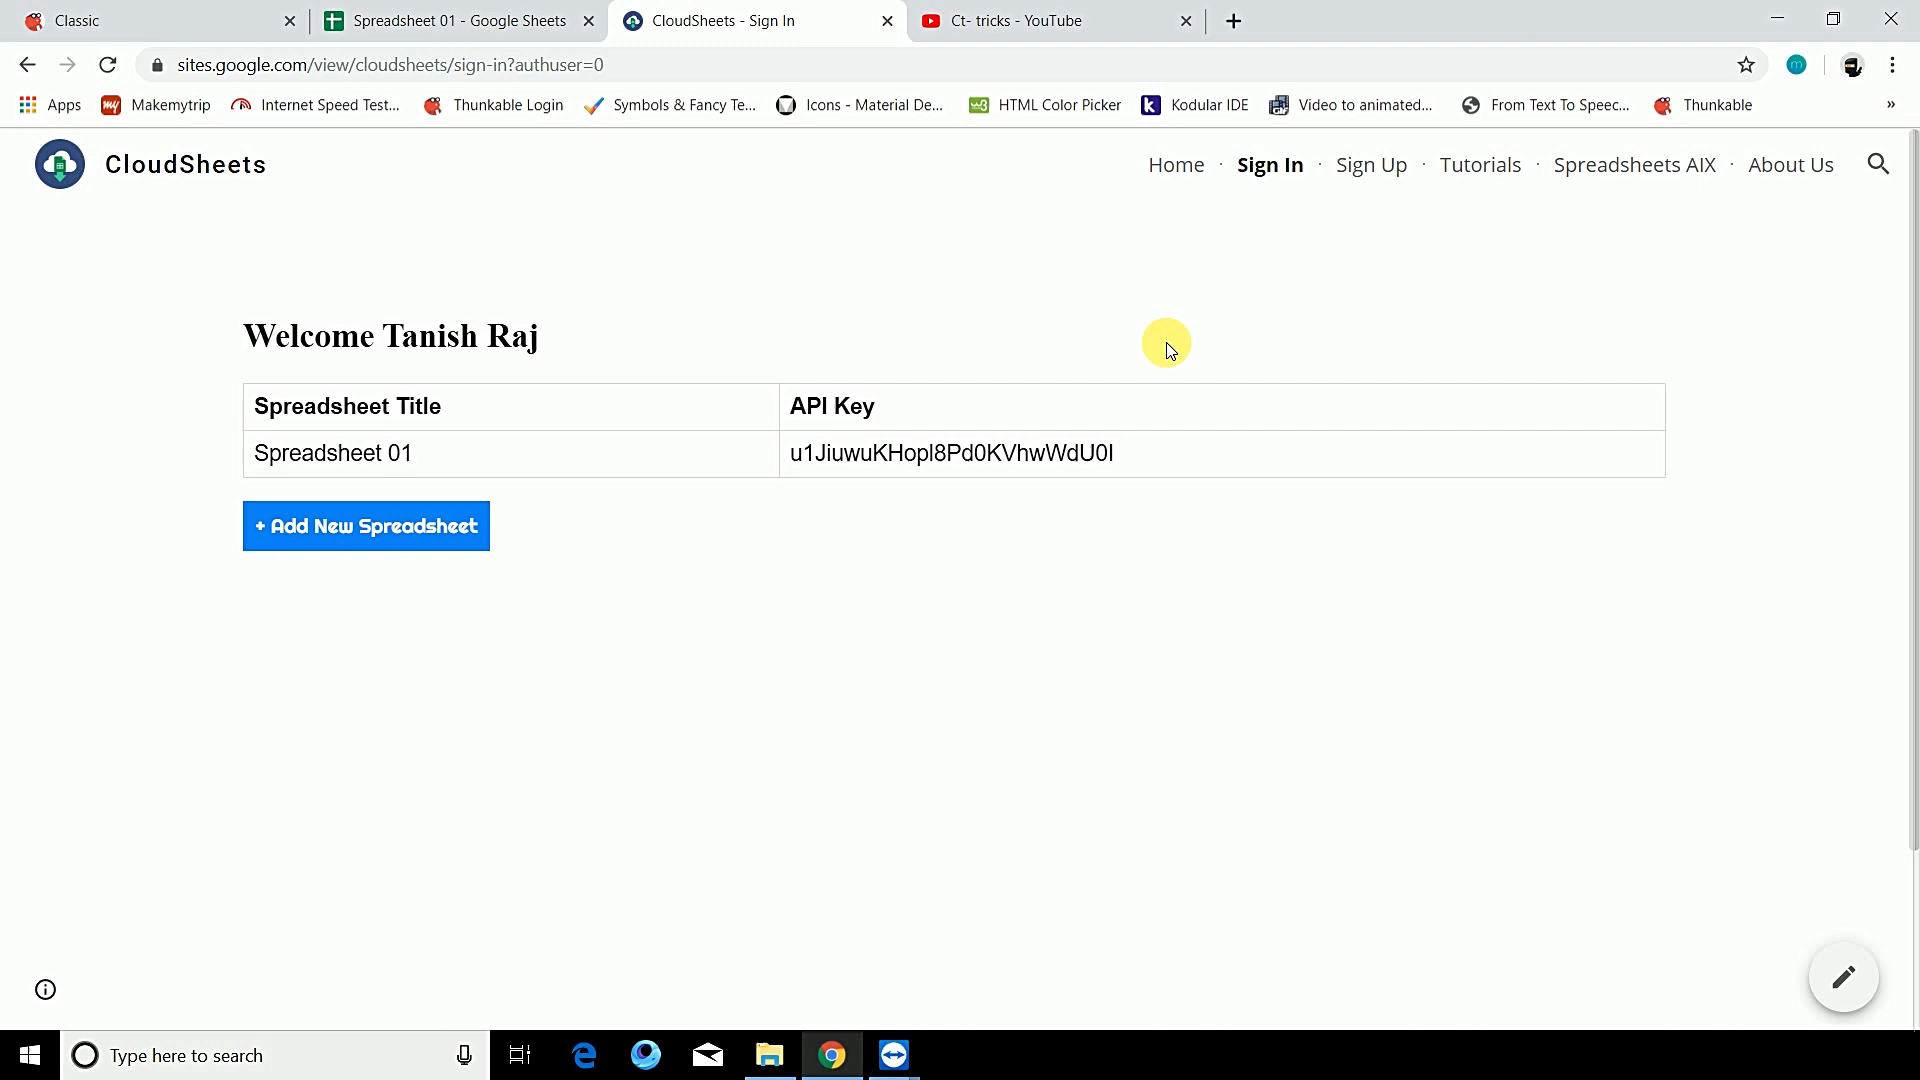 Classic
Spreadsheet 01 - Google Sheets
CloudSheets - Sign In
Ct- tricks - YouTube
sites.google.com/view/cloudsheets/sign-in?authuser=0
Apps
Makemytrip
Internet Speed Test...
Thunkable Login
Symbols & Fancy Te...
Icons - Material De...
HTML Color Picker
Kodular IDE
Video to animated...
From Text To Speec...
Thunkable
»
CloudSheets
Home · Sign In · Sign Up · Tutorials · Spreadsheets AIX · About Us
Welcome Tanish Raj
Spreadsheet Title
API Key
Spreadsheet 01
u1JiuwuKHopl8Pd0KVhwWdU0I
+ Add New Spreadsheet
Type here to search